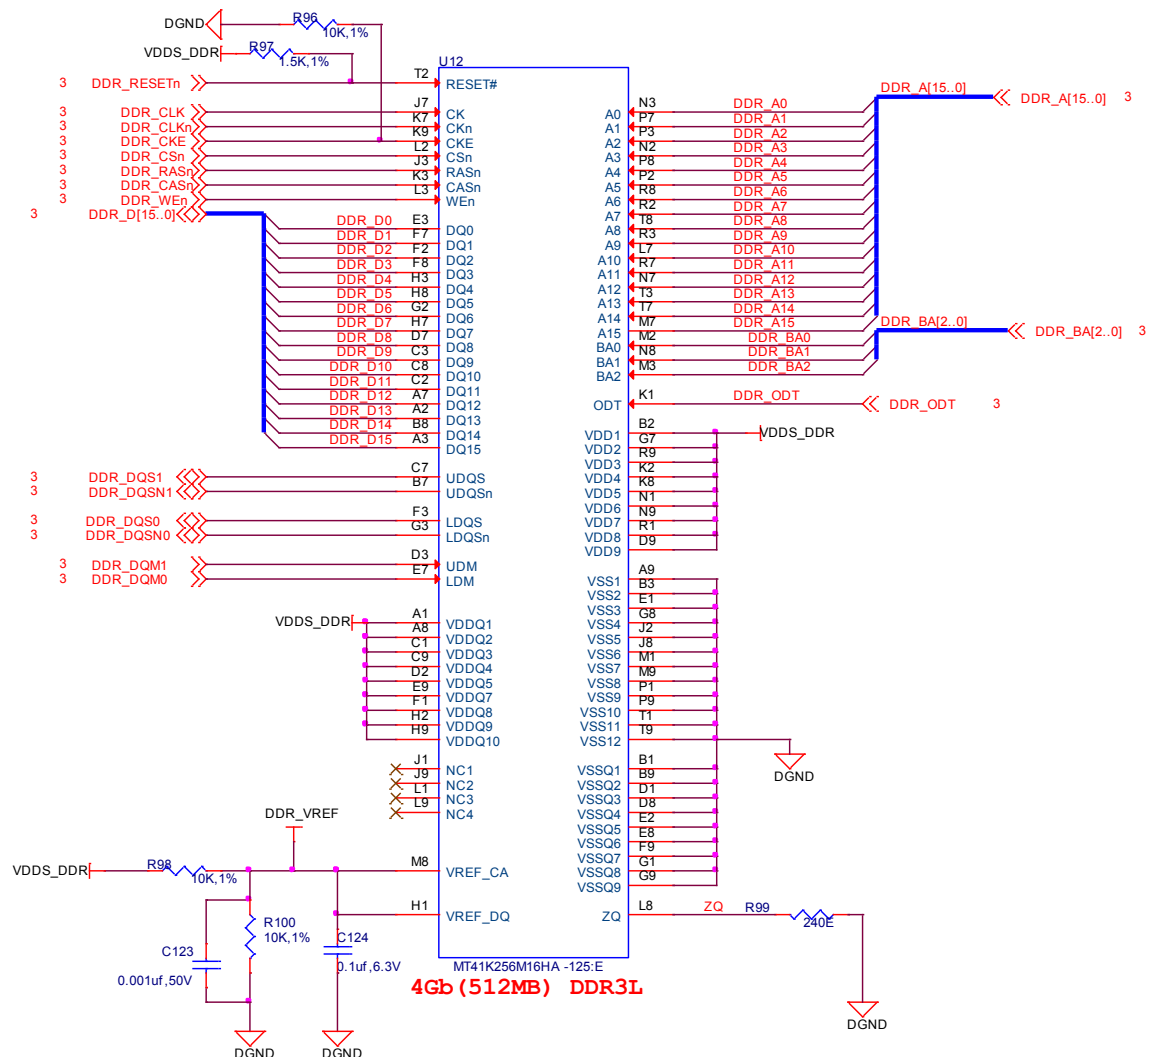 DGND
R96
10K,1%
VDDS_DDR
R97
1.5K,1%
U12
3 DDR_RESETn T2 RESET#
3 DDR_CLK J7 CK
3 DDR_CLKn K7 CKn
3 DDR_CKE K9 CKE
3 DDR_CSn L2 CSn
3 DDR_RASn J3 RASn
3 DDR_CASn K3 CASn
3 DDR_WEn L3 WEn
3 DDR_D[15..0]
DDR_D0 E3 DQ0
DDR_D1 F7 DQ1
DDR_D2 F2 DQ2
DDR_D3 F8 DQ3
DDR_D4 H3 DQ4
DDR_D5 H8 DQ5
DDR_D6 G2 DQ6
DDR_D7 H7 DQ7
DDR_D8 D7 DQ8
DDR_D9 C3 DQ9
DDR_D10 C8 DQ10
DDR_D11 C2 DQ11
DDR_D12 A7 DQ12
DDR_D13 A2 DQ13
DDR_D14 B8 DQ14
DDR_D15 A3 DQ15
3 DDR_DQS1 C7 UDQS
3 DDR_DQSN1 B7 UDQSn
3 DDR_DQS0 F3 LDQS
3 DDR_DQSN0 G3 LDQSn
3 DDR_DQM1 D3 UDM
3 DDR_DQM0 E7 LDM
VDDS_DDR A1 VDDQ1
A8 VDDQ2
C1 VDDQ3
C9 VDDQ4
D2 VDDQ5
E9 VDDQ7
F1 VDDQ8
H2 VDDQ9
H9 VDDQ10
J1 NC1
J9 NC2
L1 NC3
L9 NC4
DDR_VREF
VDDS_DDR R98 10K,1% M8 VREF_CA
H1 VREF_DQ
R100
10K,1%
C123
0.001uf,50V
C124
0.1uf,6.3V
DGND
DGND
DDR_A[15..0] DDR_A[15..0] 3
A0 N3 DDR_A0
A1 P7 DDR_A1
A2 P3 DDR_A2
A3 N2 DDR_A3
A4 P8 DDR_A4
A5 P2 DDR_A5
A6 R8 DDR_A6
A7 R2 DDR_A7
A8 T8 DDR_A8
A9 R3 DDR_A9
A10 L7 DDR_A10
A11 R7 DDR_A11
A12 N7 DDR_A12
A13 T3 DDR_A13
A14 T7 DDR_A14
A15 M7 DDR_A15
DDR_BA[2..0] DDR_BA[2..0] 3
BA0 M2 DDR_BA0
BA1 N8 DDR_BA1
BA2 M3 DDR_BA2
ODT K1 DDR_ODT DDR_ODT 3
VDD1 B2 VDDS_DDR
VDD2 G7
VDD3 R9
VDD4 K2
VDD5 K8
VDD6 N1
VDD7 N9
VDD8 R1
VDD9 D9
VSS1 A9
VSS2 B3
VSS3 E1
VSS4 G8
VSS5 J2
VSS6 J8
VSS7 M1
VSS8 M9
VSS9 P1
VSS10 P9
VSS11 T1
VSS12 T9
DGND
VSSQ1 B1
VSSQ2 B9
VSSQ3 D1
VSSQ4 D8
VSSQ5 E2
VSSQ6 E8
VSSQ7 F9
VSSQ8 G1
VSSQ9 G9
ZQ L8 ZQ R99
240E
DGND
MT41K256M16HA -125:E
4Gb(512MB) DDR3L